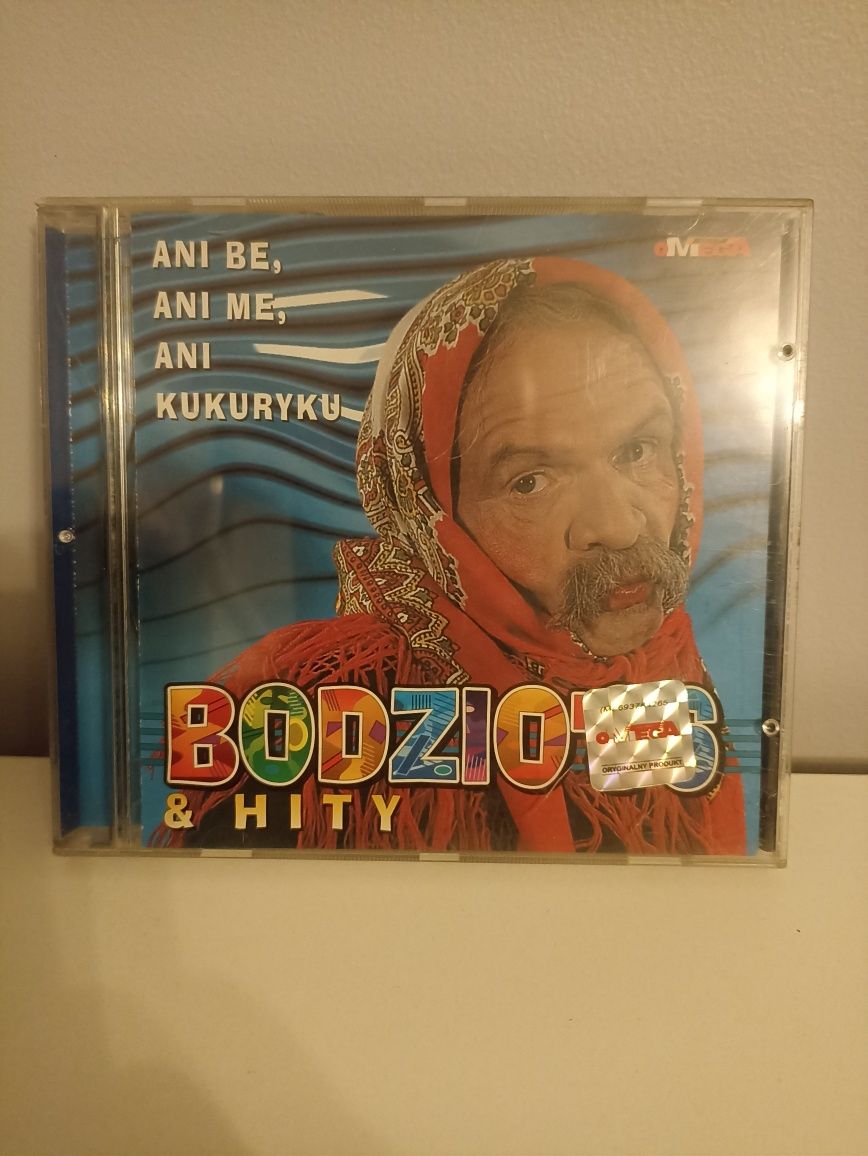 ANI BE,
ANI ME,
ANI
KUKURYKU
OMEGA
BODZIO
& HITY
OMEGA
ORYGINALNY PRODUKT